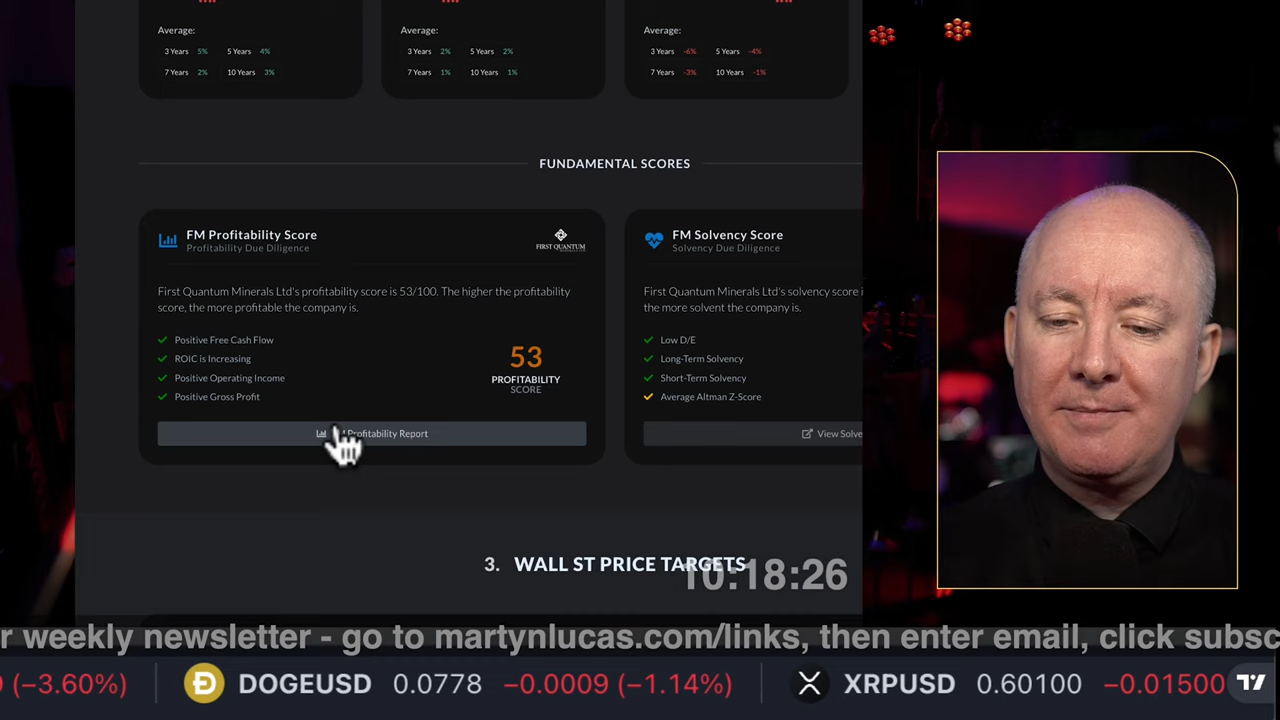 Average:
3 Years 5% 5 Years 4%
7 Years 2% 10 Years 3%
Average:
3 Years 2% 5 Years 2%
7 Years 1% 10 Years 1%
Average:
3 Years -6% 5 Years -4%
7 Years -3% 10 Years -1%
FUNDAMENTAL SCORES
FM Profitability Score
Profitability Due Diligence
FIRST QUANTUM
First Quantum Minerals Ltd's profitability score is 53/100. The higher the profitability
score, the more profitable the company is.
Positive Free Cash Flow
ROIC is Increasing
Positive Operating Income
Positive Gross Profit
53
PROFITABILITY
SCORE
Profitability Report
FM Solvency Score
Solvency Due Diligence
First Quantum Minerals Ltd's solvency score i
the more solvent the company is.
Low D/E
Long-Term Solvency
Short-Term Solvency
Average Altman Z-Score
View Solve
3. WALL ST PRICE TARGETS
10:18:26
r weekly newsletter - go to martynlucas.com/links, then enter email, click subsc
(−3.60%) DOGEUSD 0.0778 −0.0009 (−1.14%) XRPUSD 0.60100 −0.01500